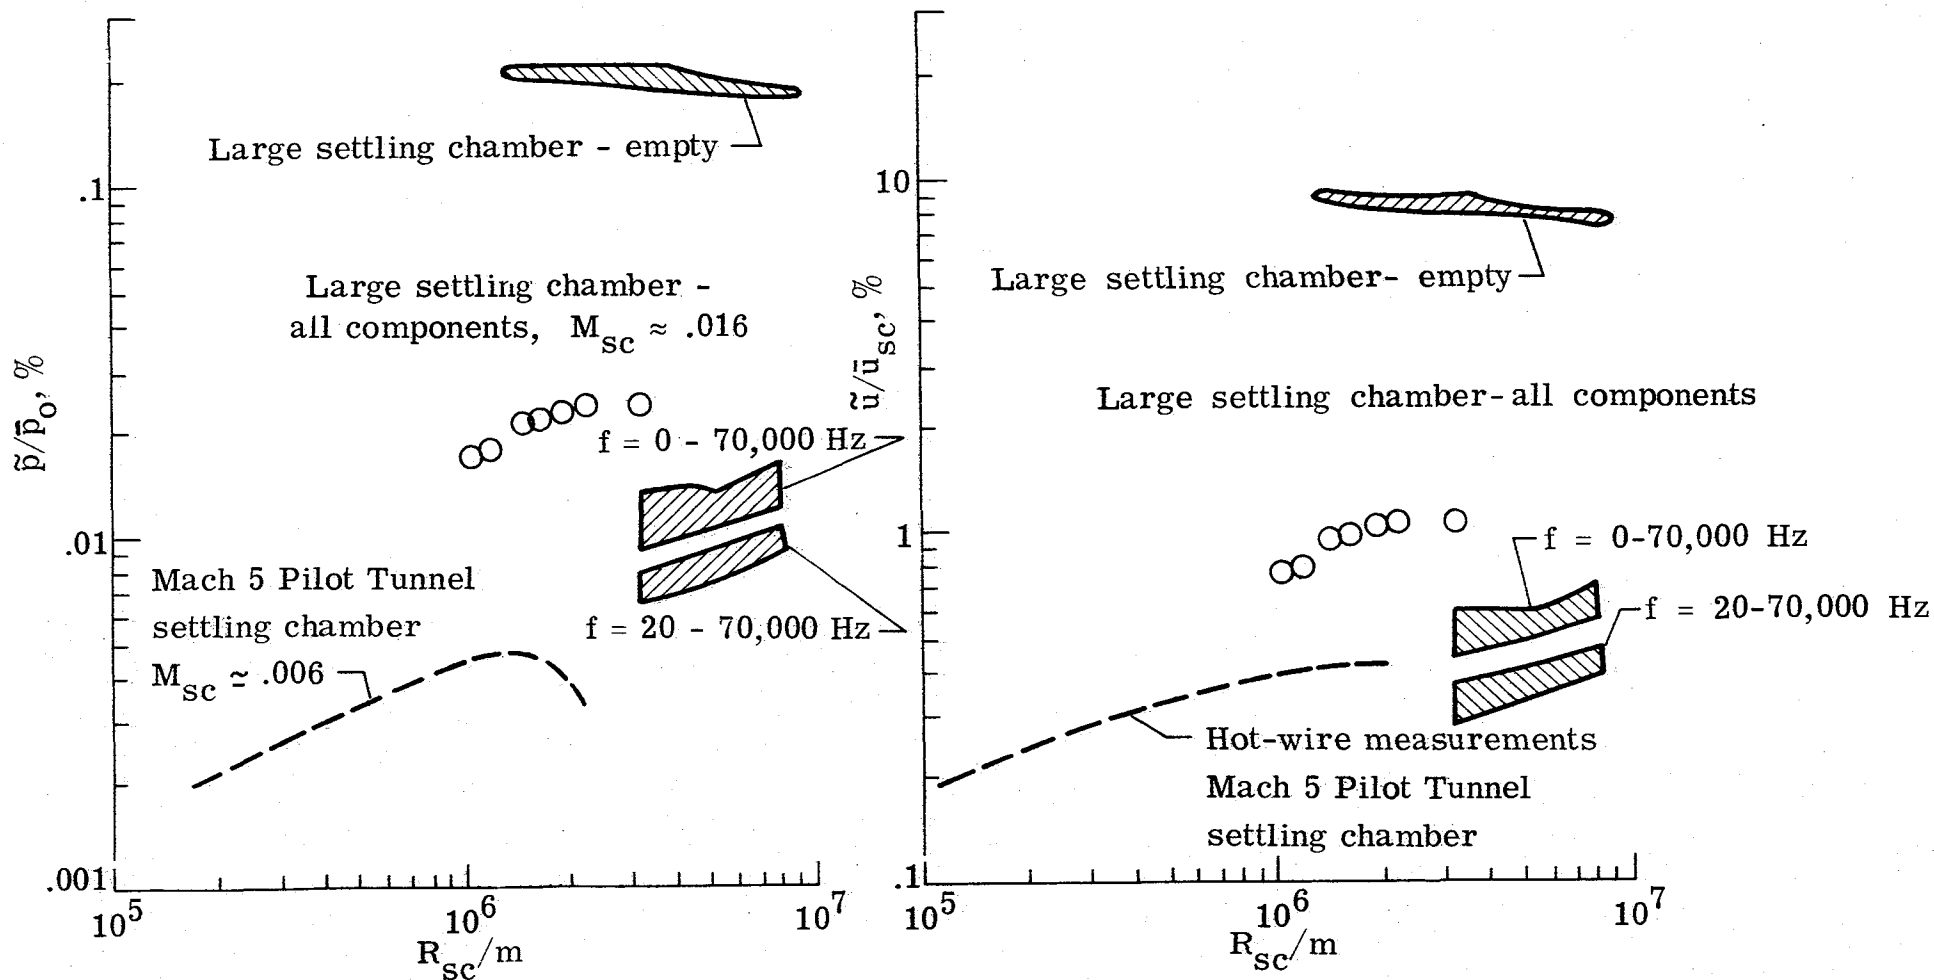 Large settling chamber - empty
.1
Large settling chamber -
all components, M_sc ≈ .016
p̃/p̄_o, %
f = 0 - 70,000 Hz
.01
Mach 5 Pilot Tunnel
settling chamber
M_sc ≃ .006
f = 20 - 70,000 Hz
.001
10^5
10^6
10^7
R_sc/m
10
Large settling chamber- empty
ũ/ū_sc, %
Large settling chamber-all components
1
f = 0-70,000 Hz
f = 20-70,000 Hz
Hot-wire measurements
Mach 5 Pilot Tunnel
settling chamber
.1
10^5
10^6
10^7
R_sc/m